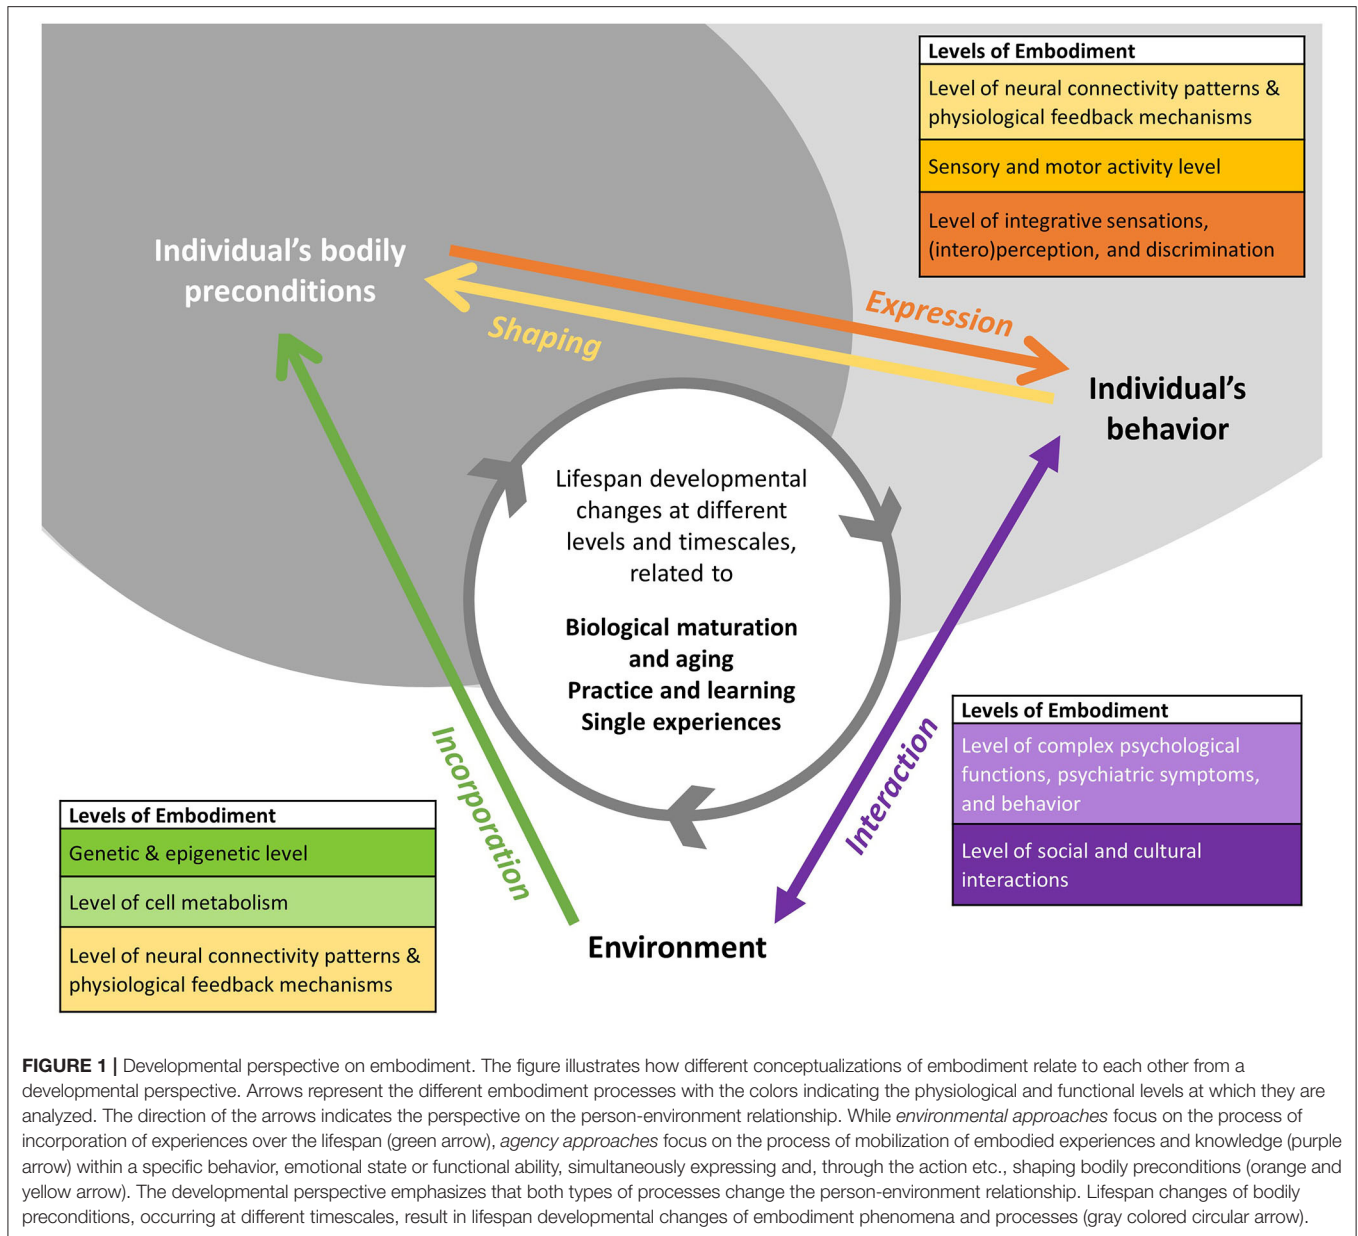 Levels of Embodiment
Level of neural connectivity patterns &
physiological feedback mechanisms
Sensory and motor activity level
Level of integrative sensations,
(intero)perception, and discrimination
Individual's bodily
preconditions
Expression
Shaping
Individual's
behavior
Lifespan developmental
changes at different
levels and timescales,
related to
Biological maturation
and aging
Practice and learning
Single experiences
Incorporation
Interaction
Levels of Embodiment
Level of complex psychological
functions, psychiatric symptoms,
and behavior
Level of social and cultural
interactions
Levels of Embodiment
Genetic & epigenetic level
Level of cell metabolism
Level of neural connectivity patterns &
physiological feedback mechanisms
Environment
FIGURE 1 | Developmental perspective on embodiment. The figure illustrates how different conceptualizations of embodiment relate to each other from a
developmental perspective. Arrows represent the different embodiment processes with the colors indicating the physiological and functional levels at which they are
analyzed. The direction of the arrows indicates the perspective on the person-environment relationship. While environmental approaches focus on the process of
incorporation of experiences over the lifespan (green arrow), agency approaches focus on the process of mobilization of embodied experiences and knowledge (purple
arrow) within a specific behavior, emotional state or functional ability, simultaneously expressing and, through the action etc., shaping bodily preconditions (orange and
yellow arrow). The developmental perspective emphasizes that both types of processes change the person-environment relationship. Lifespan changes of bodily
preconditions, occurring at different timescales, result in lifespan developmental changes of embodiment phenomena and processes (gray colored circular arrow).